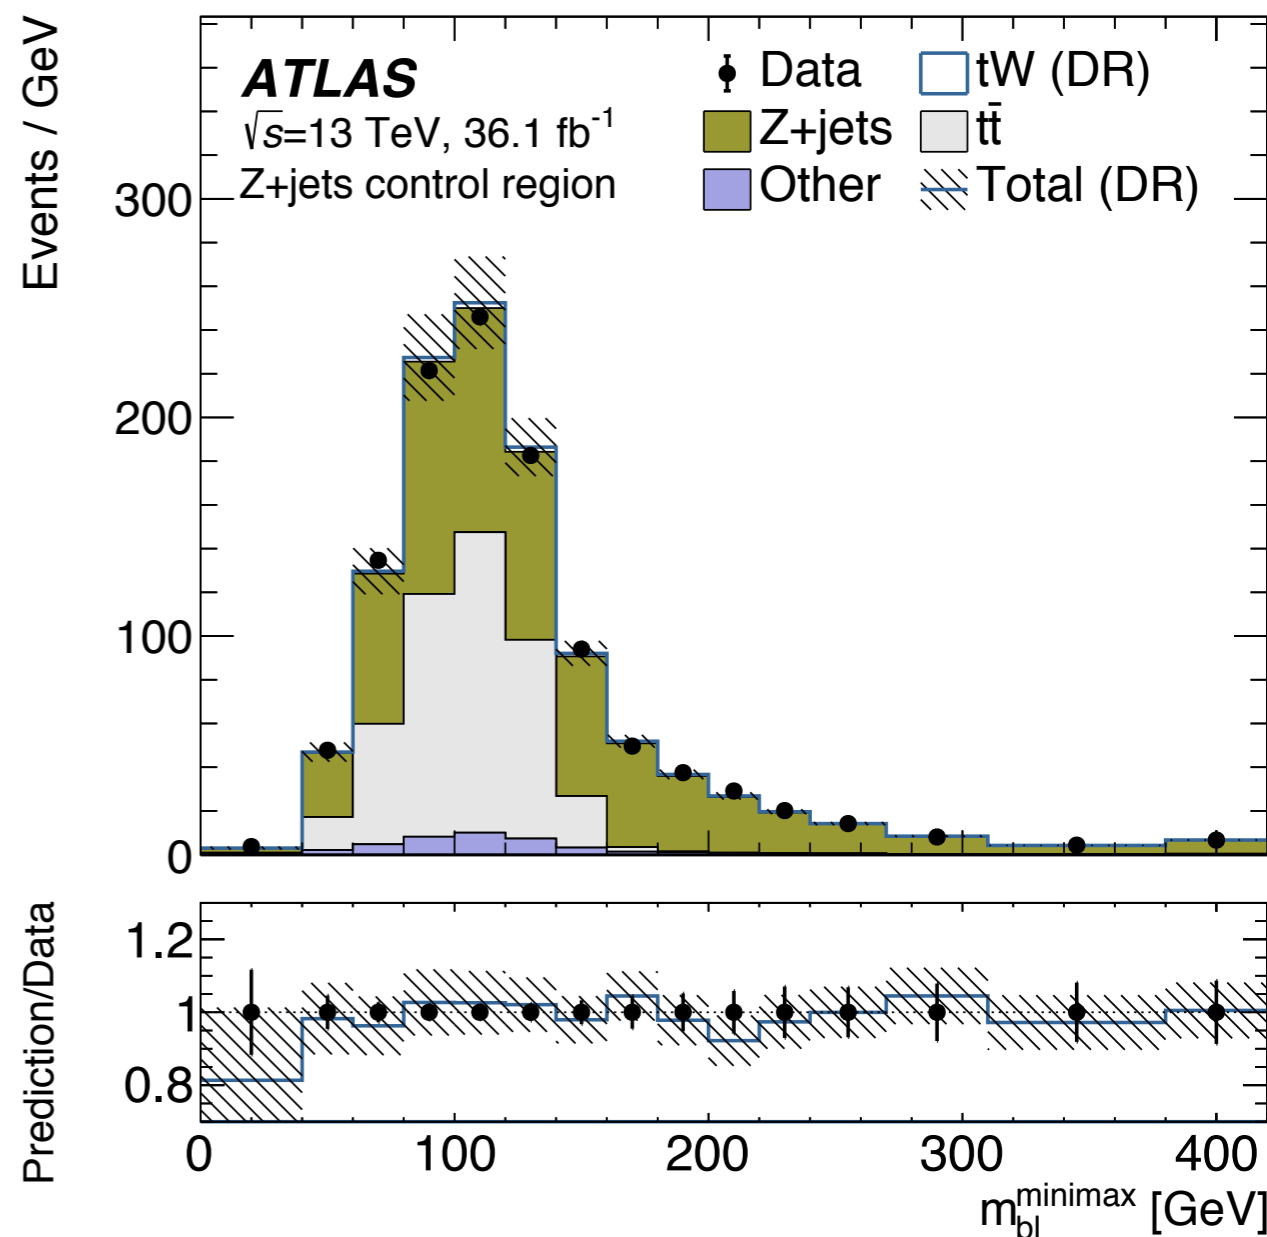 Events / GeV
ATLAS
√s=13 TeV, 36.1 fb⁻¹
Z+jets control region
Data
tW (DR)
Z+jets
tt̄
Other
Total (DR)
300
200
100
0
Prediction/Data
1.2
1
0.8
0 100 200 300 400
m_bl^minimax [GeV]